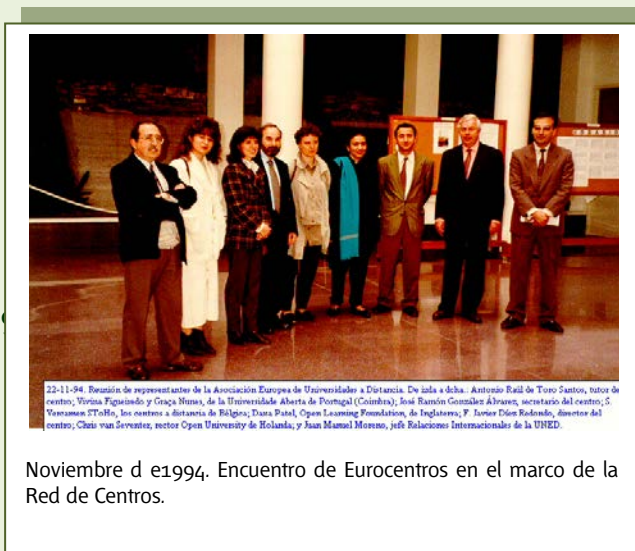 22-11-94. Reunión de representantes de la Asociación Europea de Universidades a Distancia. De izda a dcha.: Antonio Raúl de Toro Santos, tutor de
centro; Vivina Figueiredo y Graça Nunes, de la Universidade Aberta de Portugal (Coimbra); José Ramón González Álvarez, secretario del centro; S.
Vercamen SToHo, los centros a distancia de Bélgica; Dana Patel, Open Learning Foundation, de Inglaterra; F. Javier Díez Redondo, director del
centro; Chris van Seventer, rector Open University de Holanda; y Juan Manuel Moreno, jefe Relaciones Internacionales de la UNED.
Noviembre d e1994. Encuentro de Eurocentros en el marco de la
Red de Centros.